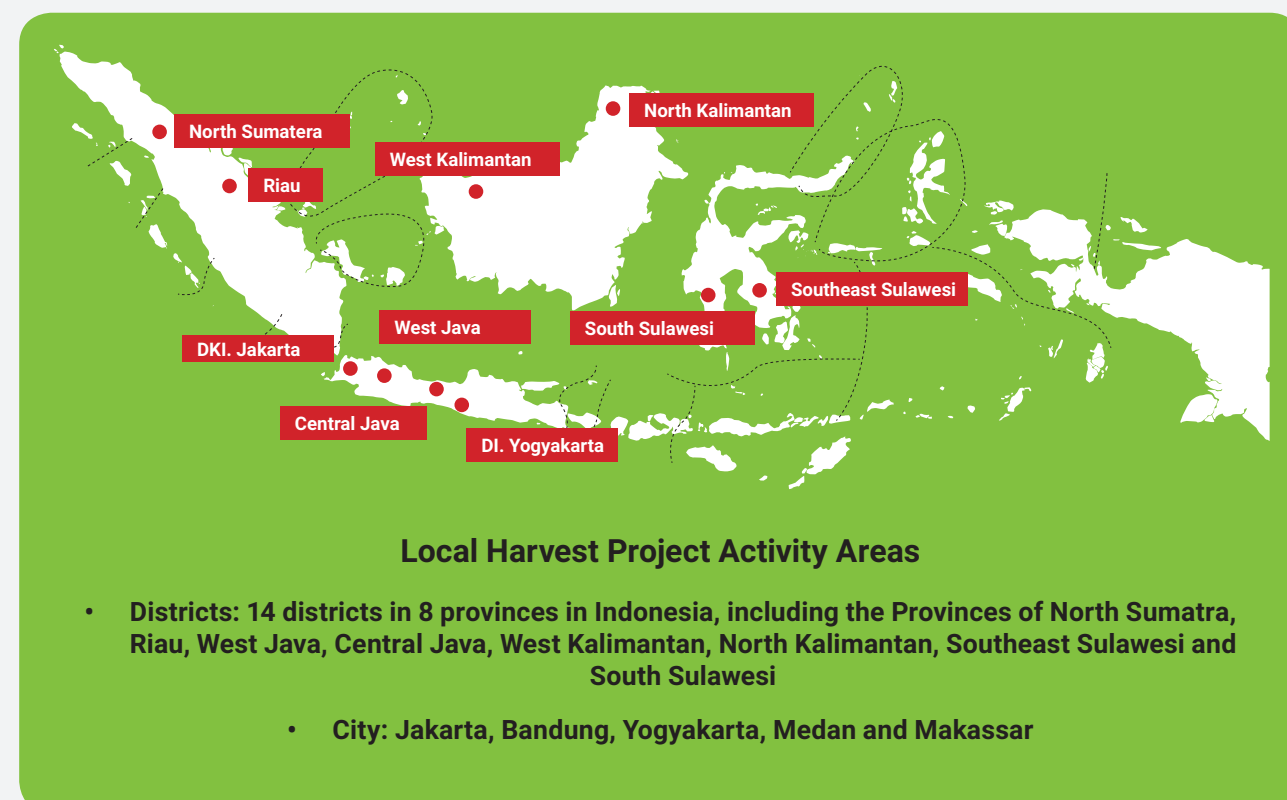 North Kalimantan
North Sumatera
West Kalimantan
Riau
Southeast Sulawesi
West Java
South Sulawesi
DKI. Jakarta
Central Java
DI. Yogyakarta
Local Harvest Project Activity Areas
• Districts: 14 districts in 8 provinces in Indonesia, including the Provinces of North Sumatra,
Riau, West Java, Central Java, West Kalimantan, North Kalimantan, Southeast Sulawesi and
South Sulawesi
• City: Jakarta, Bandung, Yogyakarta, Medan and Makassar